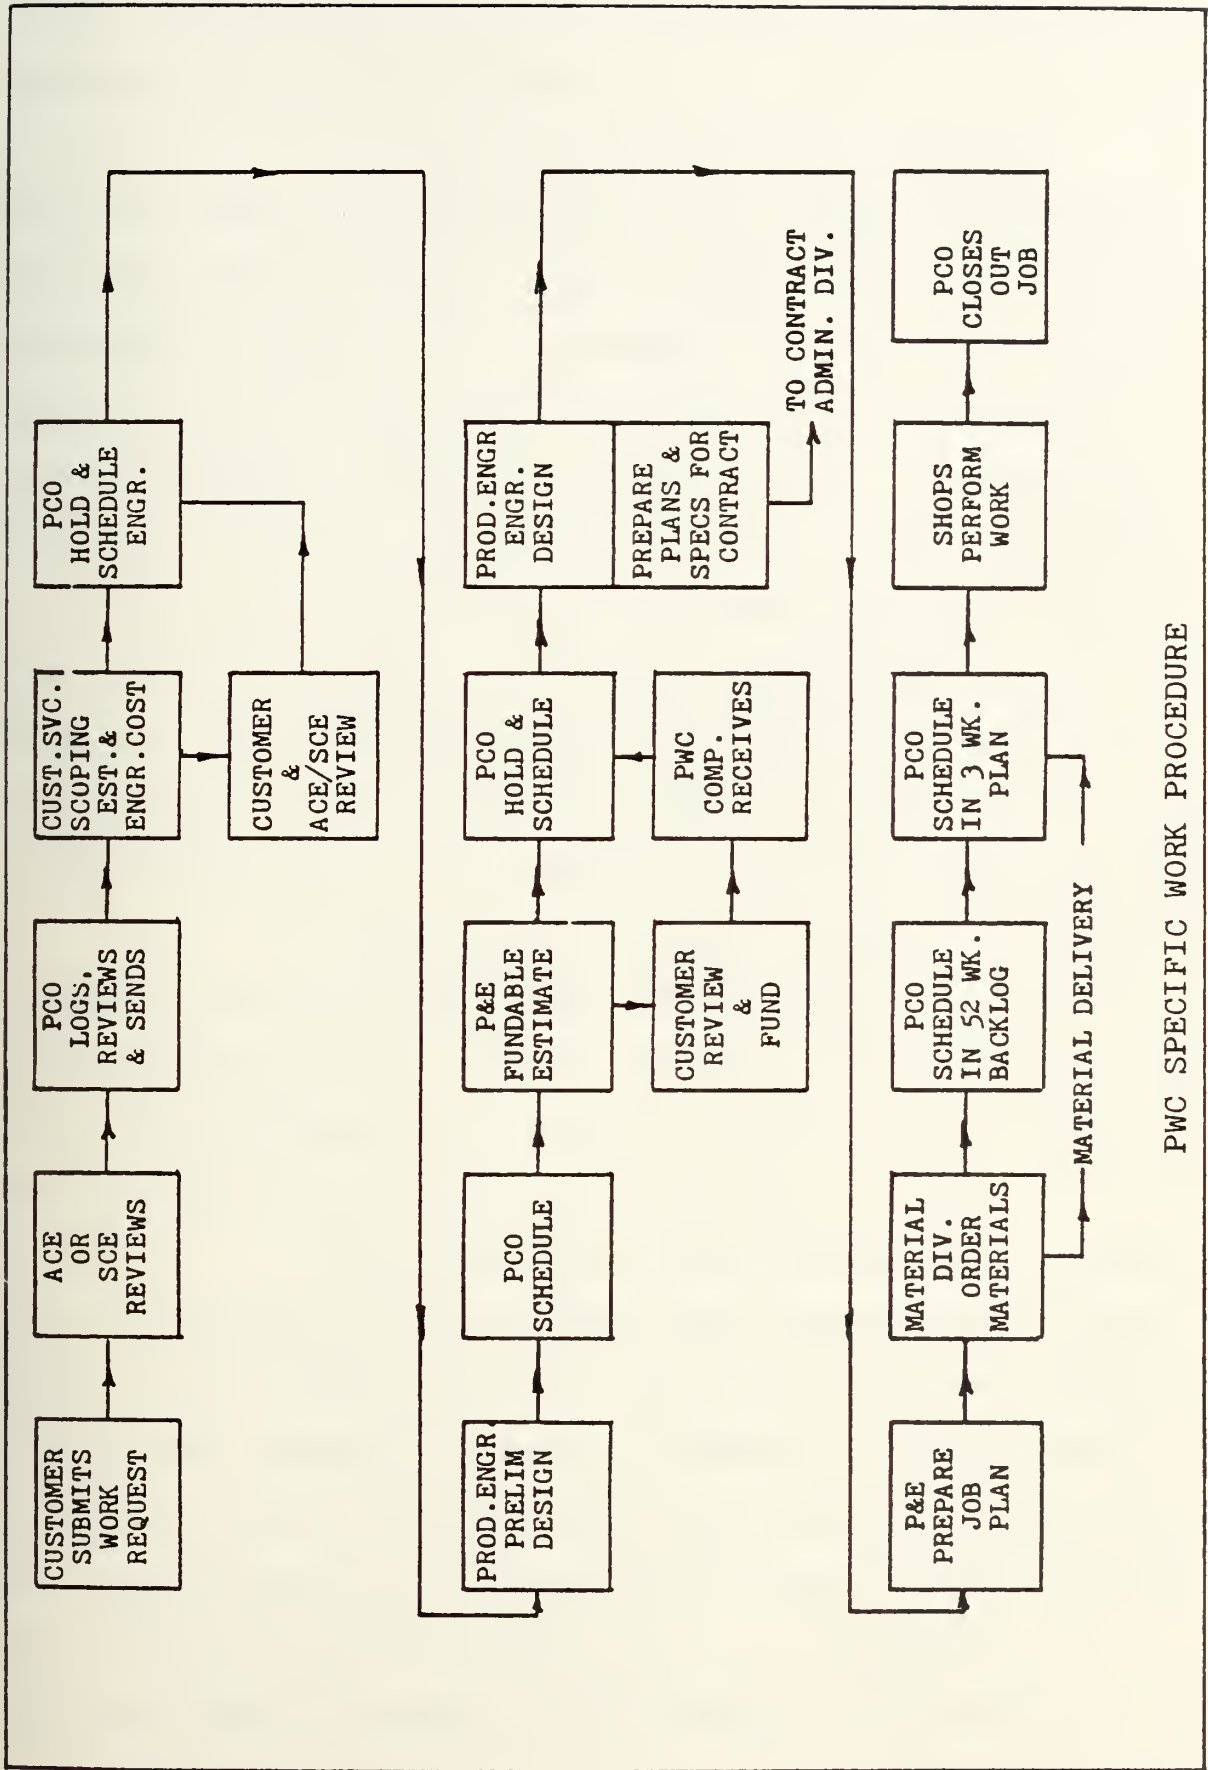 CUSTOMER
SUBMITS
WORK
REQUEST
ACE
OR
SCE
REVIEWS
PCO
LOGS,
REVIEWS
& SENDS
CUST.SVC.
SCOPING
EST.&
ENGR.COST
PCO
HOLD &
SCHEDULE
ENGR.
CUSTOMER
&
ACE/SCE
REVIEW
PROD.ENGR.
PRELIM
DESIGN
PCO
SCHEDULE
P&E
FUNDABLE
ESTIMATE
PCO
HOLD &
SCHEDULE
PROD.ENGR
ENGR.
DESIGN
CUSTOMER
REVIEW
&
FUND
PWC
COMP.
RECEIVES
PREPARE
PLANS &
SPECS FOR
CONTRACT
TO CONTRACT
ADMIN. DIV.
P&E
PREPARE
JOB
PLAN
MATERIAL
DIV.
ORDER
MATERIALS
PCO
SCHEDULE
IN 52 WK.
BACKLOG
PCO
SCHEDULE
IN 3 WK.
PLAN
SHOPS
PERFORM
WORK
PCO
CLOSES
OUT
JOB
MATERIAL DELIVERY
PWC SPECIFIC WORK PROCEDURE